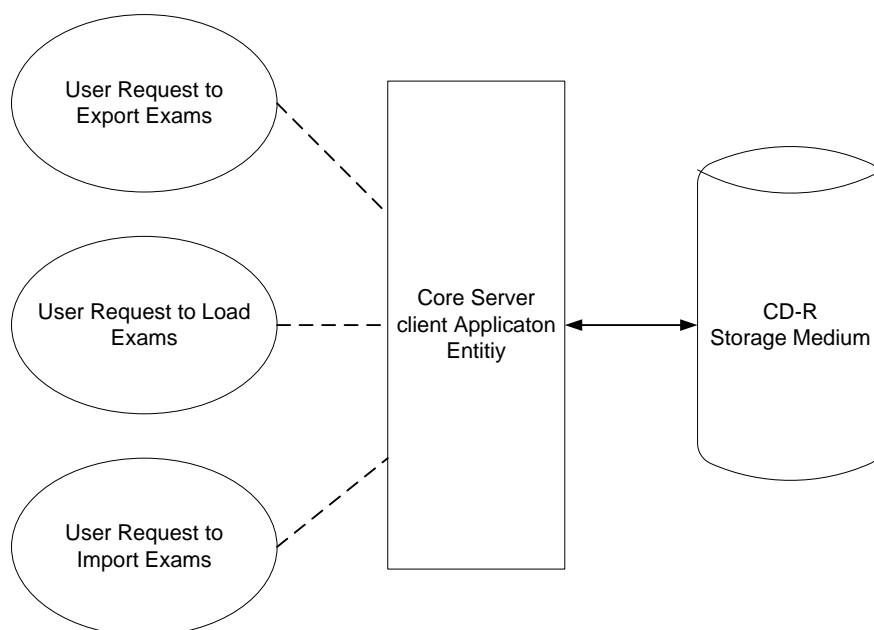 User Request to
Export Exams
User Request to Load
Exams
User Request to
Import Exams
Core Server
client Applicaton
Entitiy
CD-R
Storage Medium